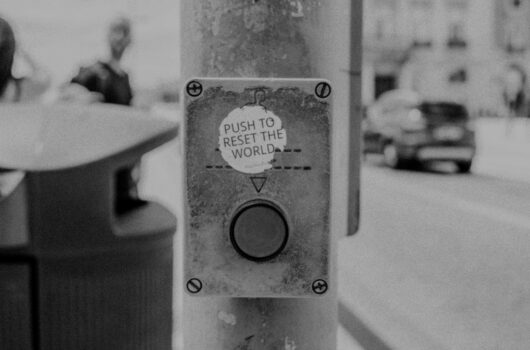 PUSH TO
RESET THE
WORLD